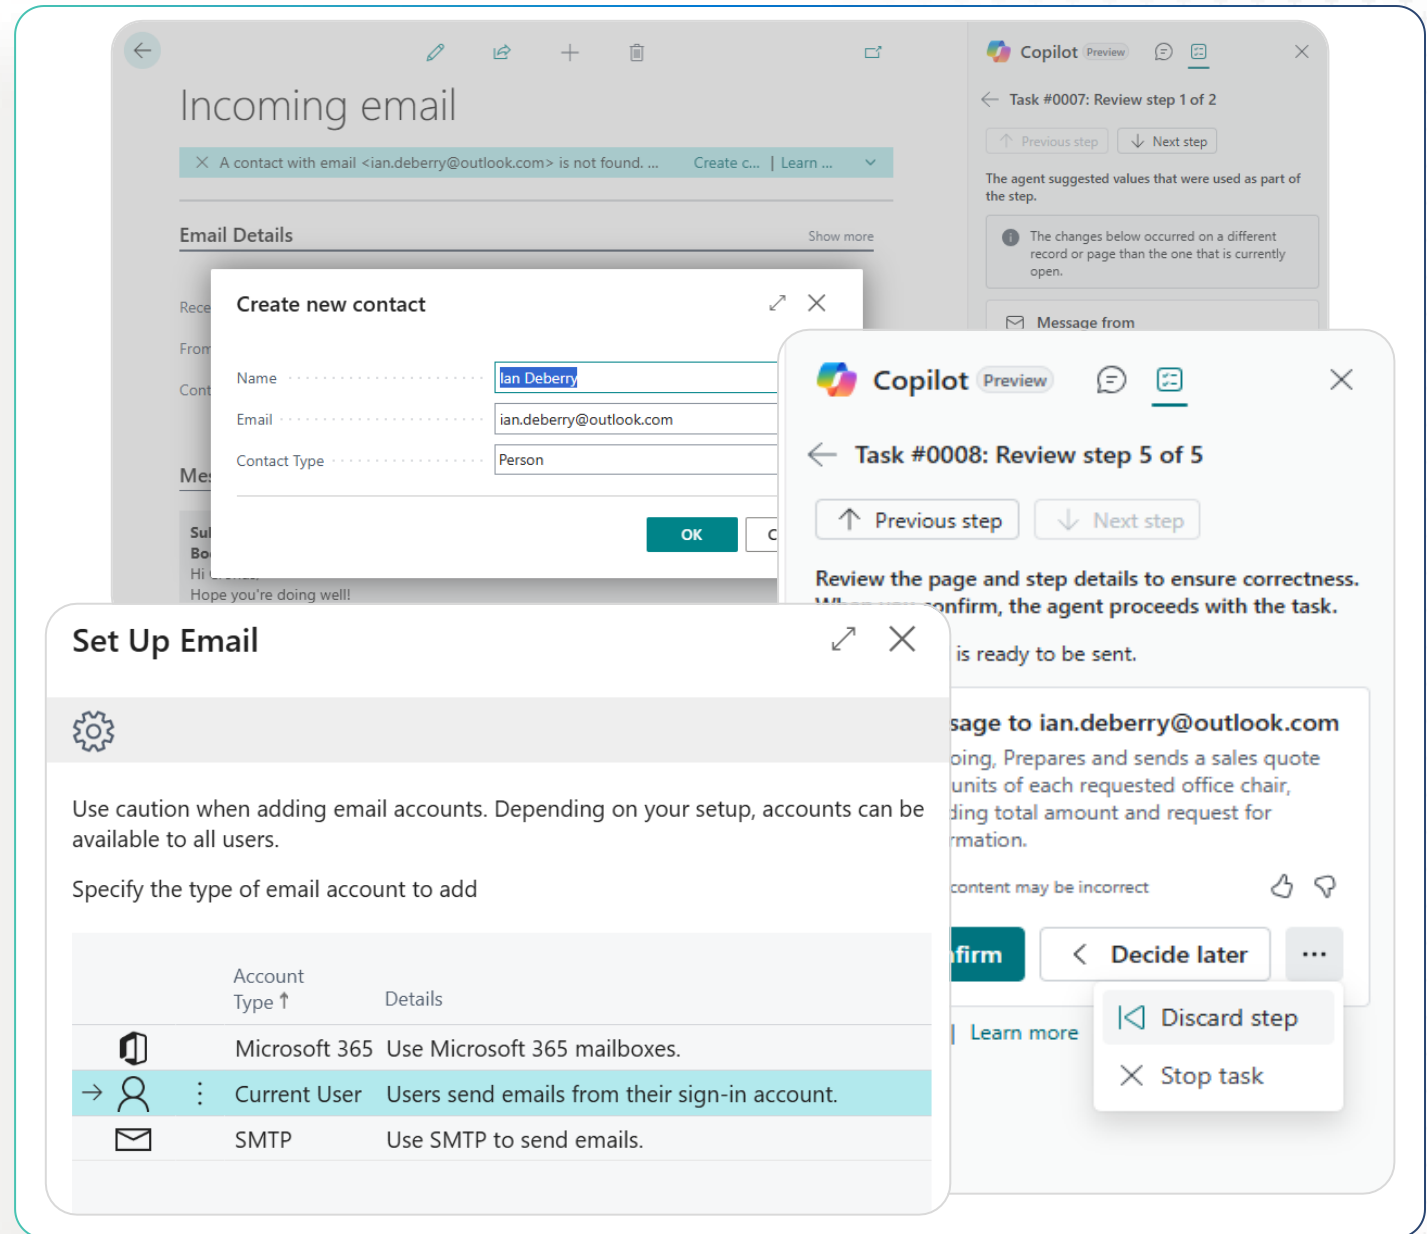 Incoming email
A contact with email <ian.deberry@outlook.com> is not found. ... Create c... | Learn ...
Email Details
Show more
Rece
From
Cont
Mes
Hope you're doing well!
Create new contact
Name
Ian Deberry
Email
ian.deberry@outlook.com
Contact Type
Person
OK
C
Copilot Preview
Task #0007: Review step 1 of 2
Previous step
Next step
The agent suggested values that were used as part of
the step.
The changes below occurred on a different
record or page than the one that is currently
open.
Message from
Copilot Preview
Task #0008: Review step 5 of 5
Previous step
Next step
Review the page and step details to ensure correctness.
confirm, the agent proceeds with the task.
is ready to be sent.
sage to ian.deberry@outlook.com
oing, Prepares and sends a sales quote
units of each requested office chair,
ding total amount and request for
rmation.
content may be incorrect
firm
Decide later
...
Discard step
Stop task
| Learn more
Set Up Email
Use caution when adding email accounts. Depending on your setup, accounts can be
available to all users.
Specify the type of email account to add
Account
Type ↑
Details
Microsoft 365 Use Microsoft 365 mailboxes.
Current User Users send emails from their sign-in account.
SMTP Use SMTP to send emails.